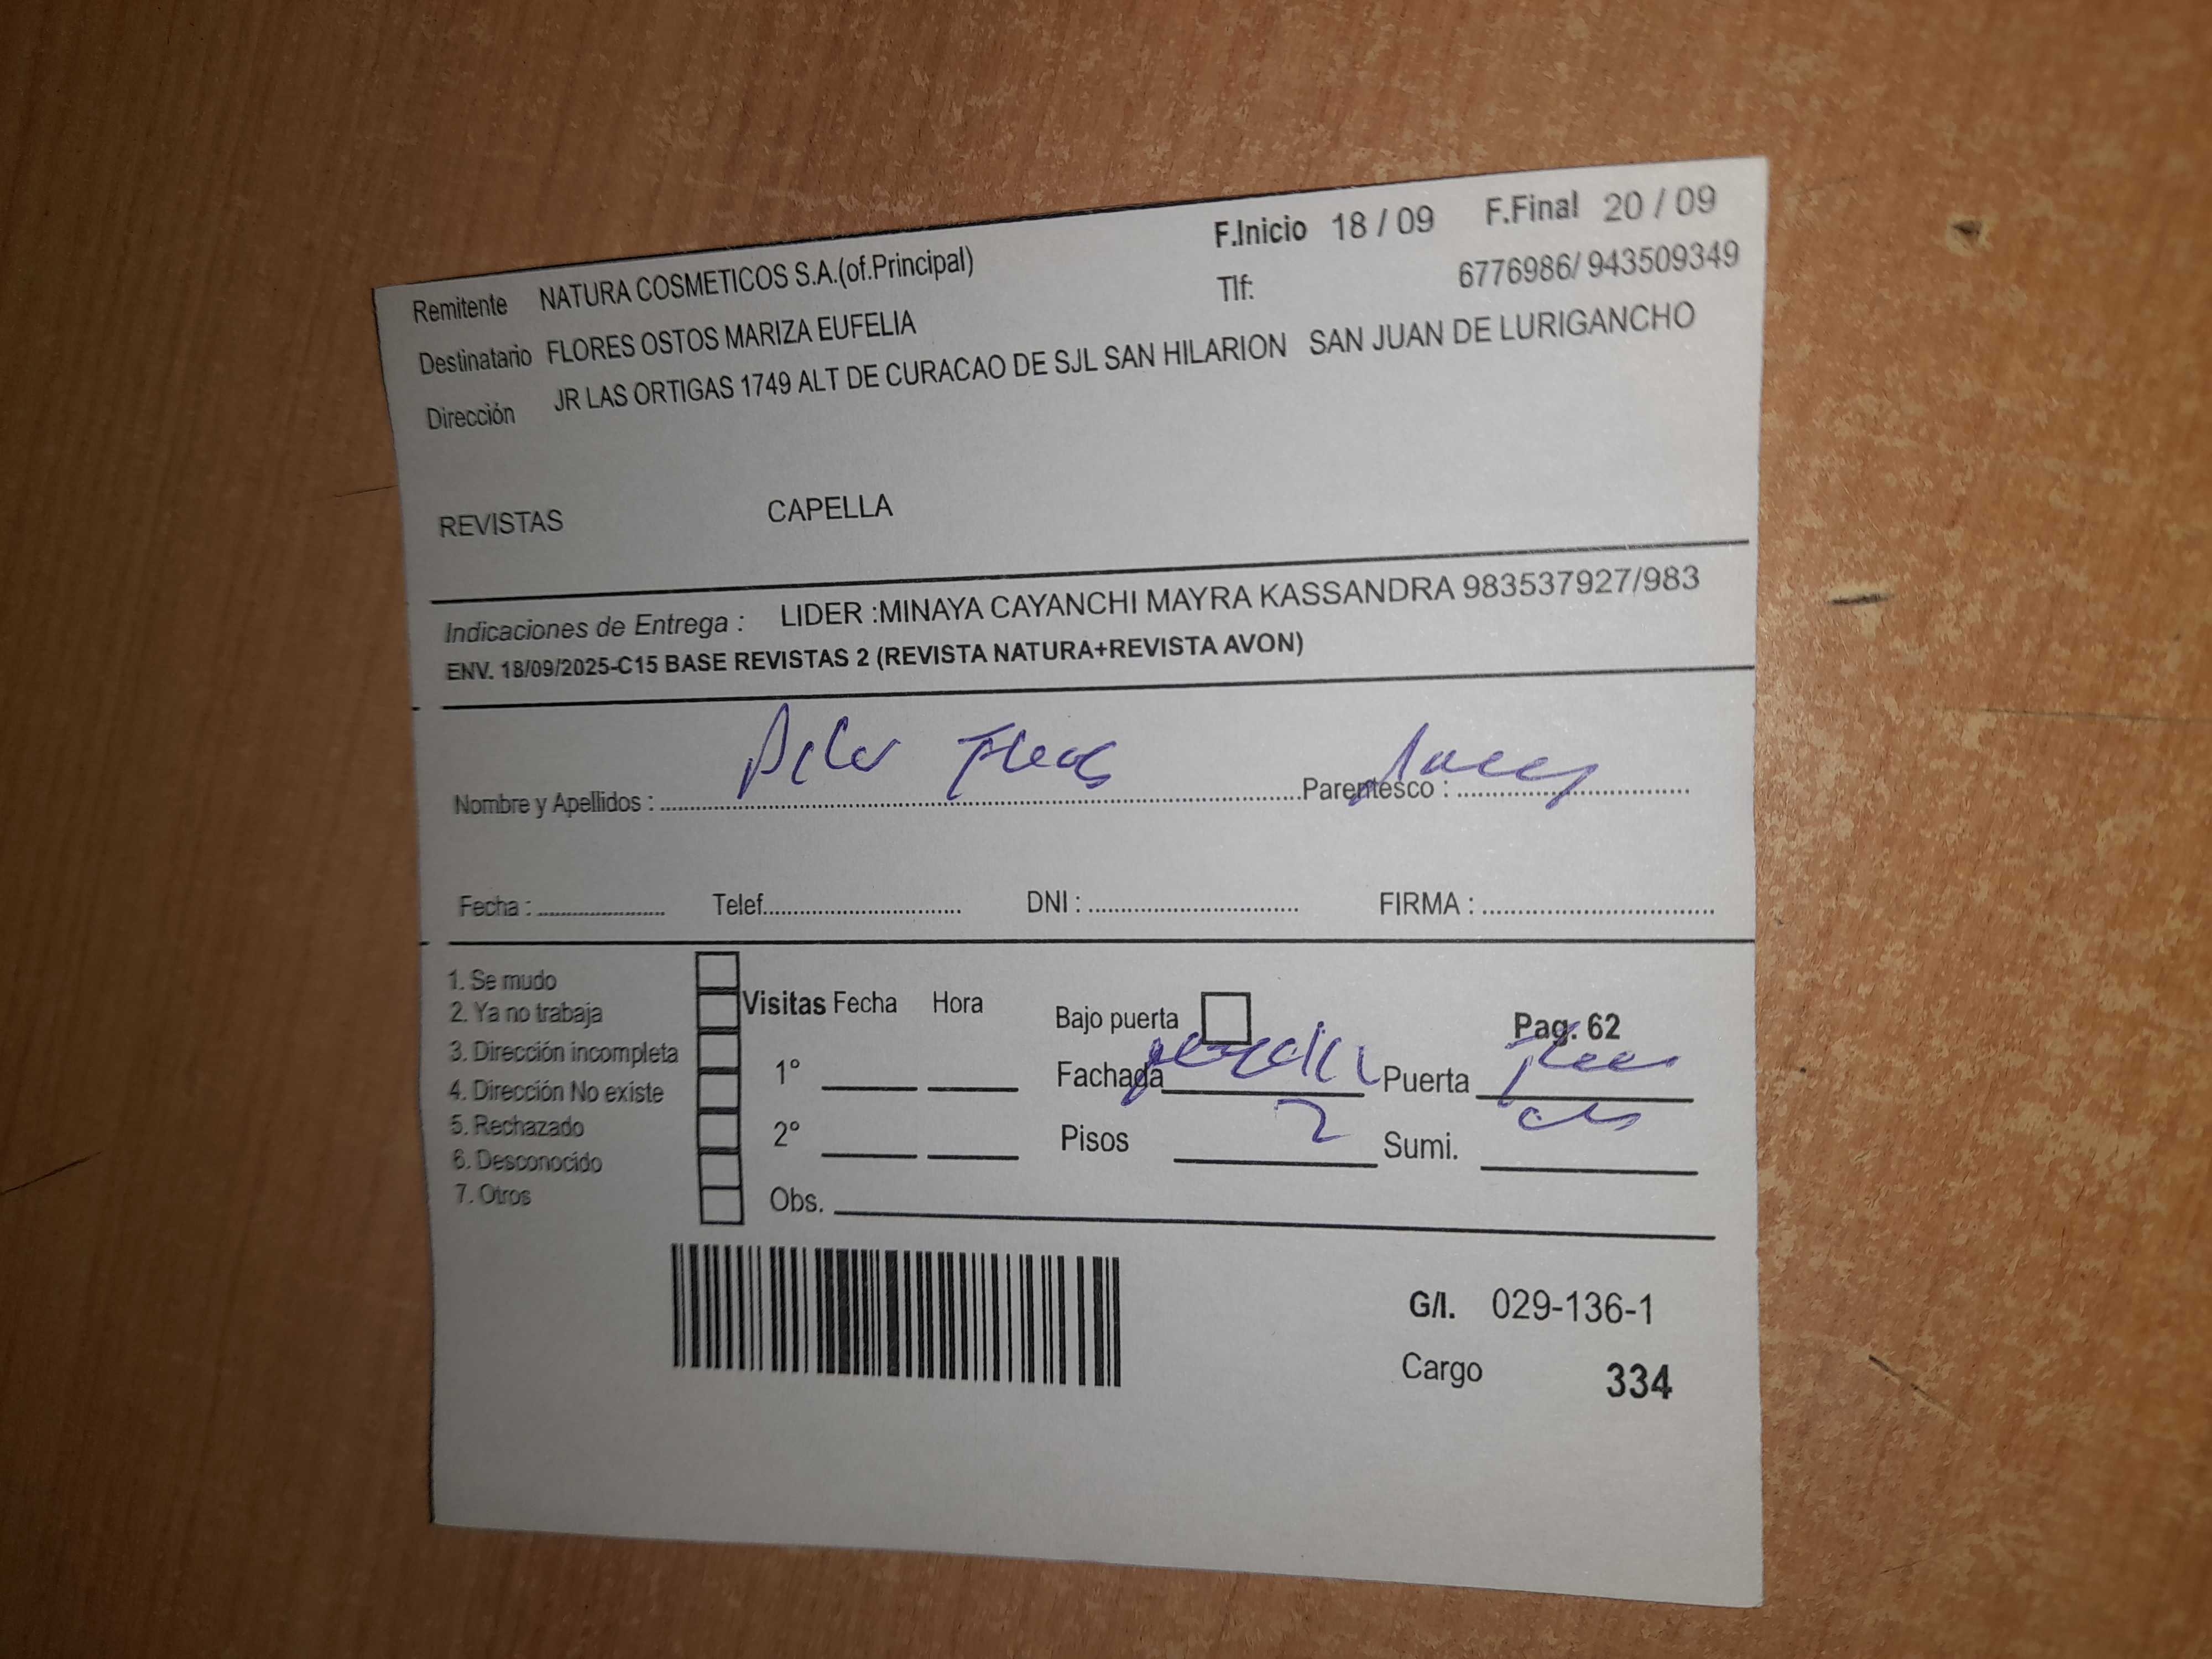 F.Inicio 18 / 09 F.Final 20 / 09
Remitente NATURA COSMETICOS S.A.(of.Principal) Tlf: 6776986/ 943509349
Destinatario FLORES OSTOS MARIZA EUFELIA
Dirección JR LAS ORTIGAS 1749 ALT DE CURACAO DE SJL SAN HILARION SAN JUAN DE LURIGANCHO
REVISTAS CAPELLA
Indicaciones de Entrega : LIDER :MINAYA CAYANCHI MAYRA KASSANDRA 983537927/983
ENV. 18/09/2025-C15 BASE REVISTAS 2 (REVISTA NATURA+REVISTA AVON)
Nombre y Apellidos : Parentesco :
Fecha : Telef. DNI : FIRMA :
1. Se mudo
2. Ya no trabaja
3. Dirección incompleta
4. Dirección No existe
5. Rechazado
6. Desconocido
7. Otros
Visitas Fecha Hora
1°
2°
Obs.
Bajo puerta Pag. 62
Fachada Puerta
Pisos 2 Sumi.
G/I. 029-136-1
Cargo 334